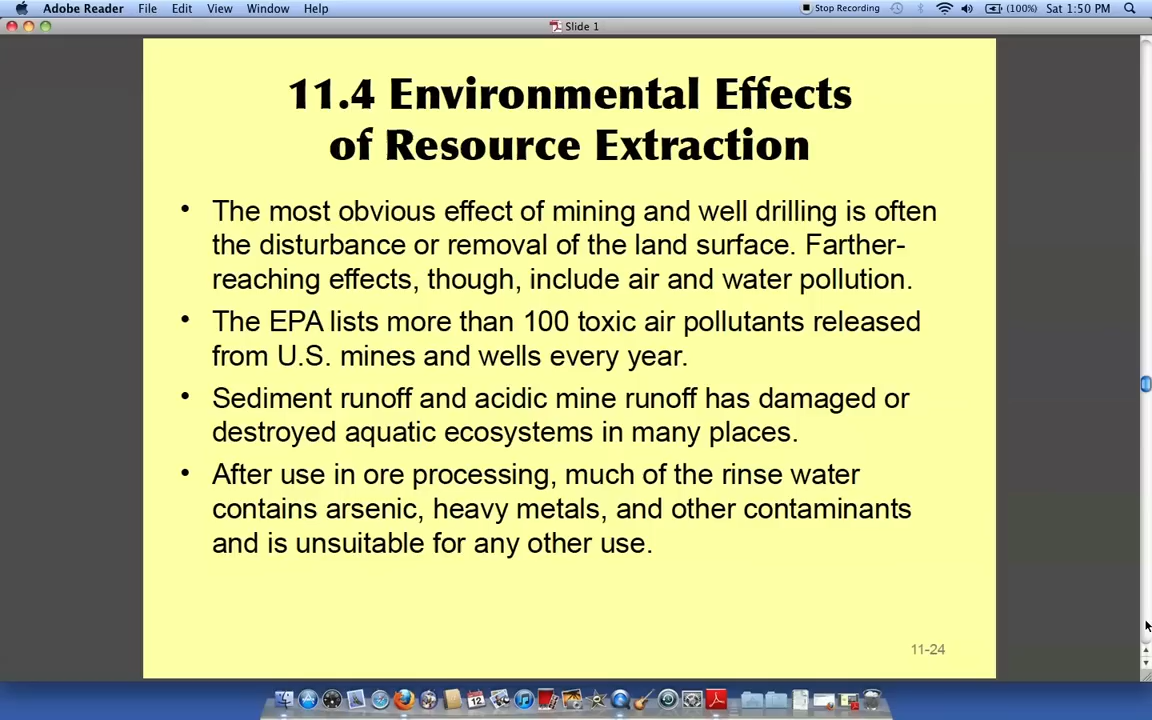 Adobe Reader File Edit View Window Help Stop Recording (100%) Sat 1:50 PM
Slide 1
11.4 Environmental Effects
of Resource Extraction
• The most obvious effect of mining and well drilling is often
the disturbance or removal of the land surface. Farther-
reaching effects, though, include air and water pollution.
• The EPA lists more than 100 toxic air pollutants released
from U.S. mines and wells every year.
• Sediment runoff and acidic mine runoff has damaged or
destroyed aquatic ecosystems in many places.
• After use in ore processing, much of the rinse water
contains arsenic, heavy metals, and other contaminants
and is unsuitable for any other use.
11-24
12